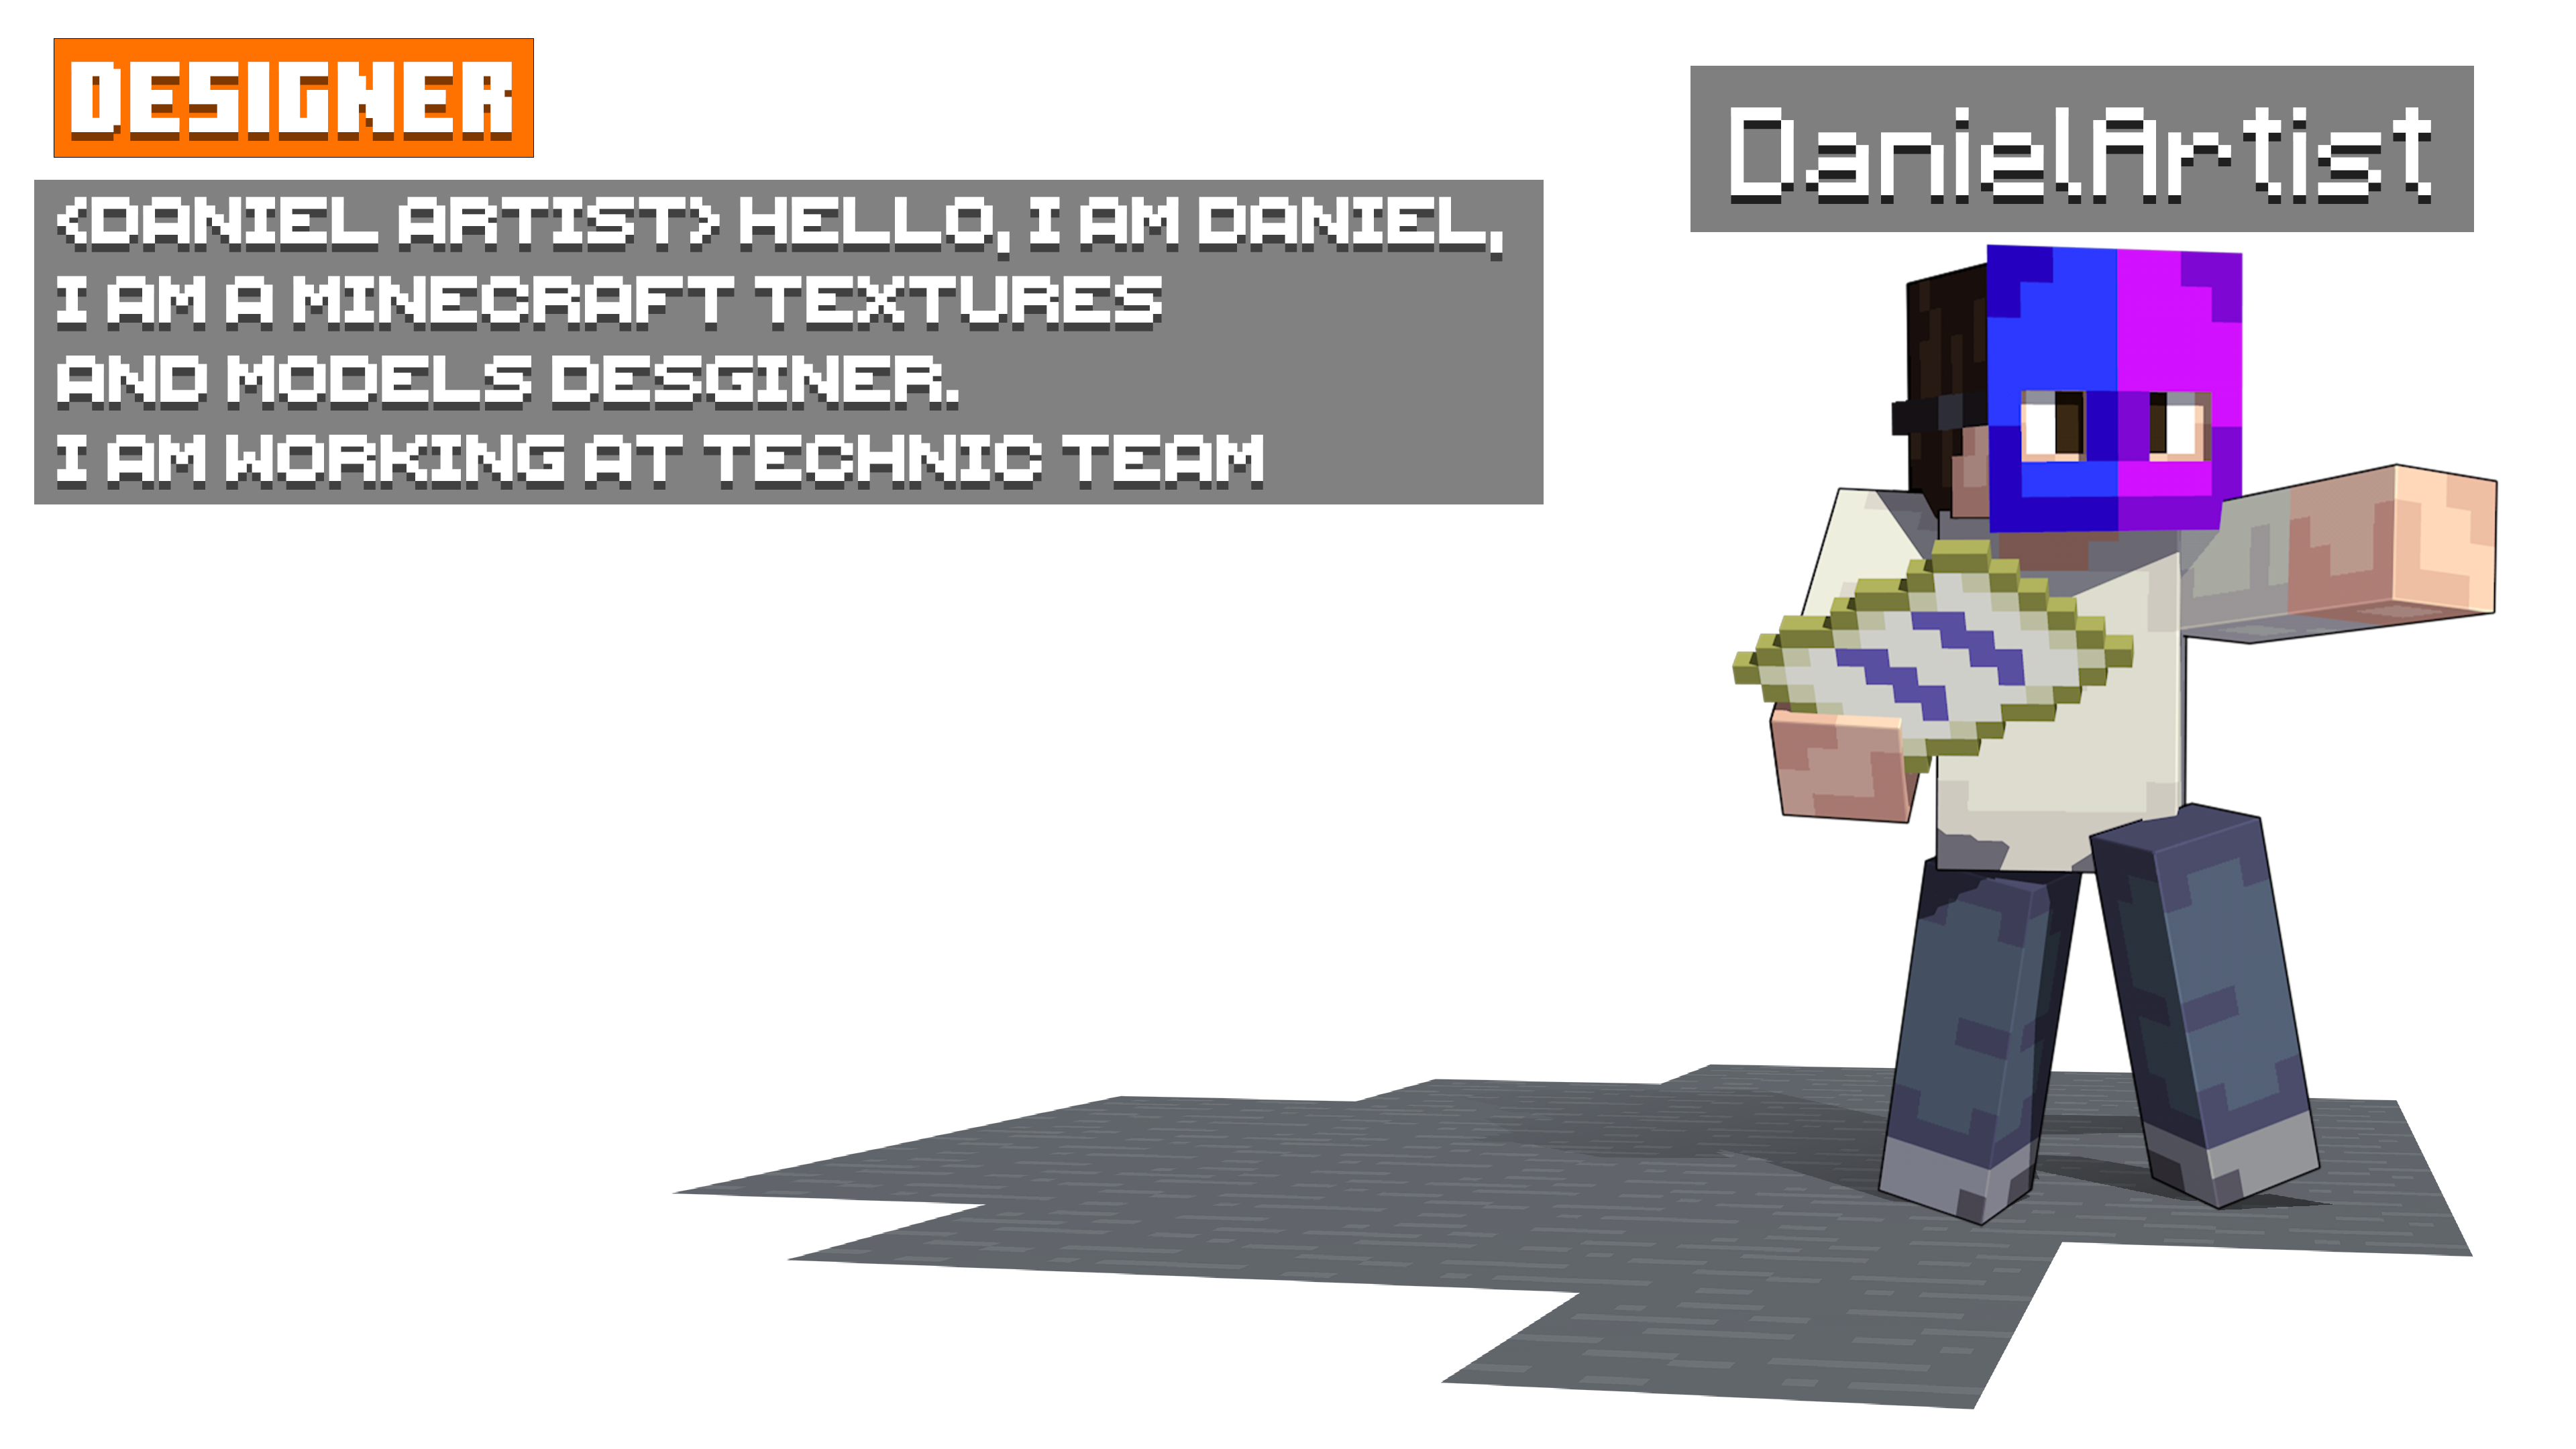 DESIGNER
<DANIEL ARTIST> HELLO, I AM DANIEL,
I AM A MINECRAFT TEXTURES
AND MODELS DESGINER.
I AM WORKING AT TECHNIC TEAM
DanielArtist